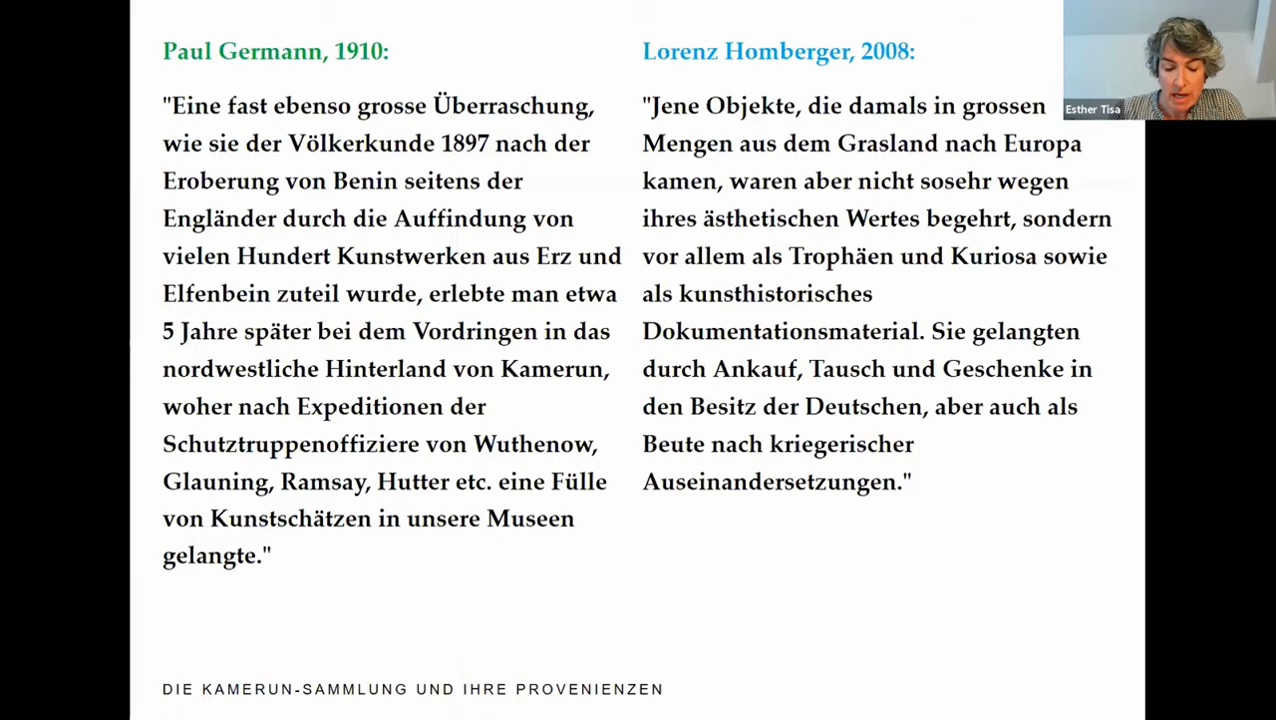 Paul Germann, 1910:
"Eine fast ebenso grosse Überraschung,
wie sie der Völkerkunde 1897 nach der
Eroberung von Benin seitens der
Engländer durch die Auffindung von
vielen Hundert Kunstwerken aus Erz und
Elfenbein zuteil wurde, erlebte man etwa
5 Jahre später bei dem Vordringen in das
nordwestliche Hinterland von Kamerun,
woher nach Expeditionen der
Schutztruppenoffiziere von Wuthenow,
Glauning, Ramsay, Hutter etc. eine Fülle
von Kunstschätzen in unsere Museen
gelangte."
Lorenz Homberger, 2008:
"Jene Objekte, die damals in grossen
Mengen aus dem Grasland nach Europa
kamen, waren aber nicht sosehr wegen
ihres ästhetischen Wertes begehrt, sondern
vor allem als Trophäen und Kuriosa sowie
als kunsthistorisches
Dokumentationsmaterial. Sie gelangten
durch Ankauf, Tausch und Geschenke in
den Besitz der Deutschen, aber auch als
Beute nach kriegerischer
Auseinandersetzungen."
Esther Tisa
DIE KAMERUN-SAMMLUNG UND IHRE PROVENIENZEN